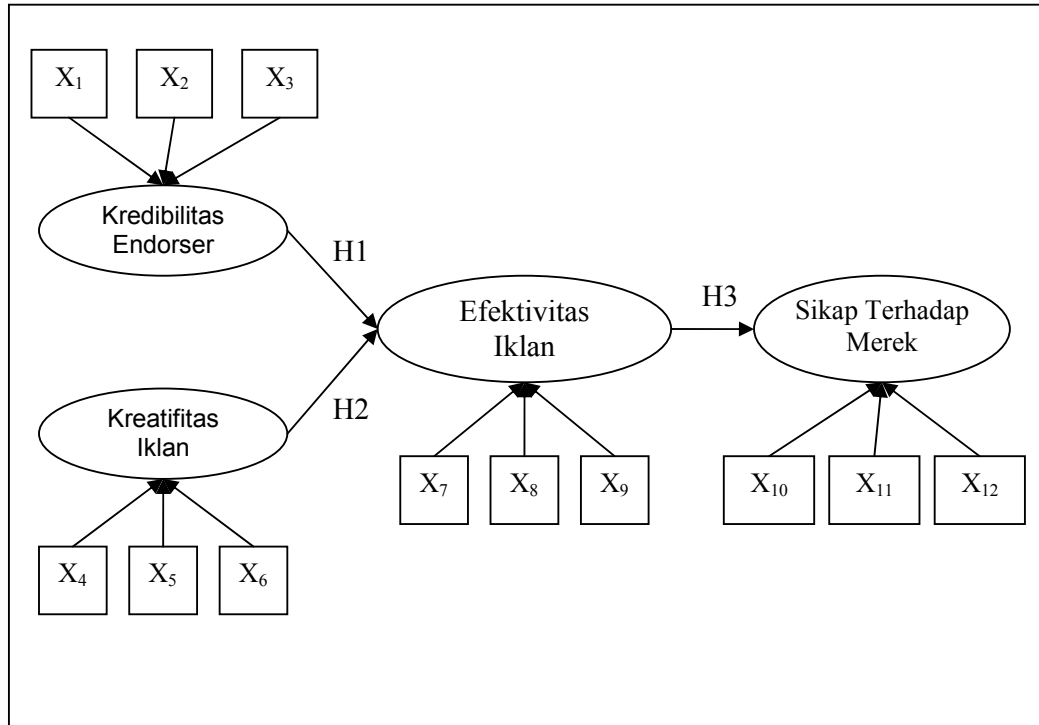 X₁ X₂ X₃
Kredibilitas
Endorser
H1
Efektivitas
Iklan
H3
Sikap Terhadap
Merek
Kreatifitas
Iklan
H2
X₇ X₈ X₉
X₁₀ X₁₁ X₁₂
X₄ X₅ X₆